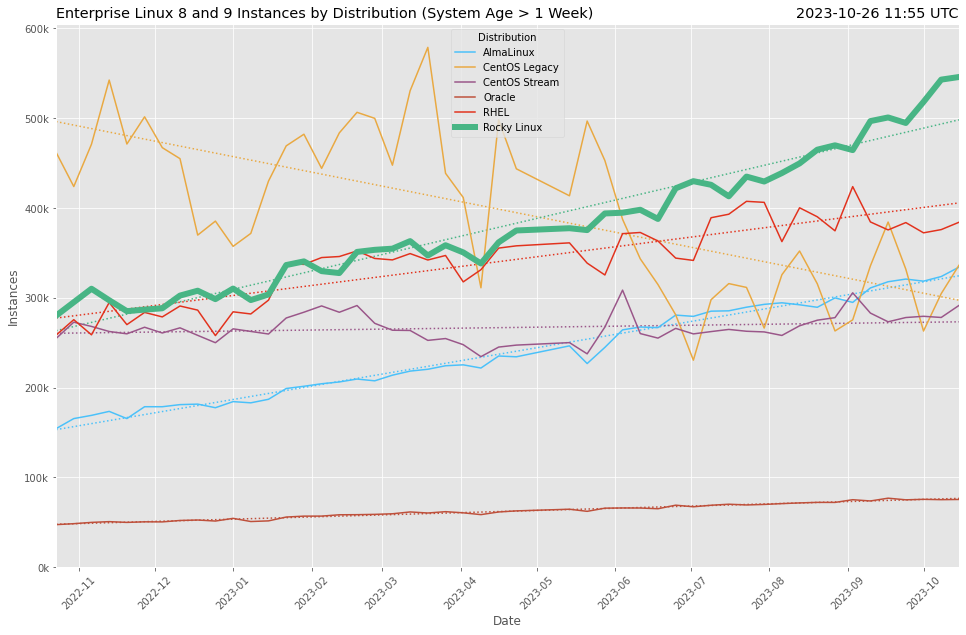 Enterprise Linux 8 and 9 Instances by Distribution (System Age > 1 Week)
2023-10-26 11:55 UTC
Distribution
AlmaLinux
CentOS Legacy
CentOS Stream
Oracle
RHEL
Rocky Linux
600k
500k
400k
300k
200k
100k
0k
Instances
2022-11
2022-12
2023-01
2023-02
2023-03
2023-04
2023-05
2023-06
2023-07
2023-08
2023-09
2023-10
Date